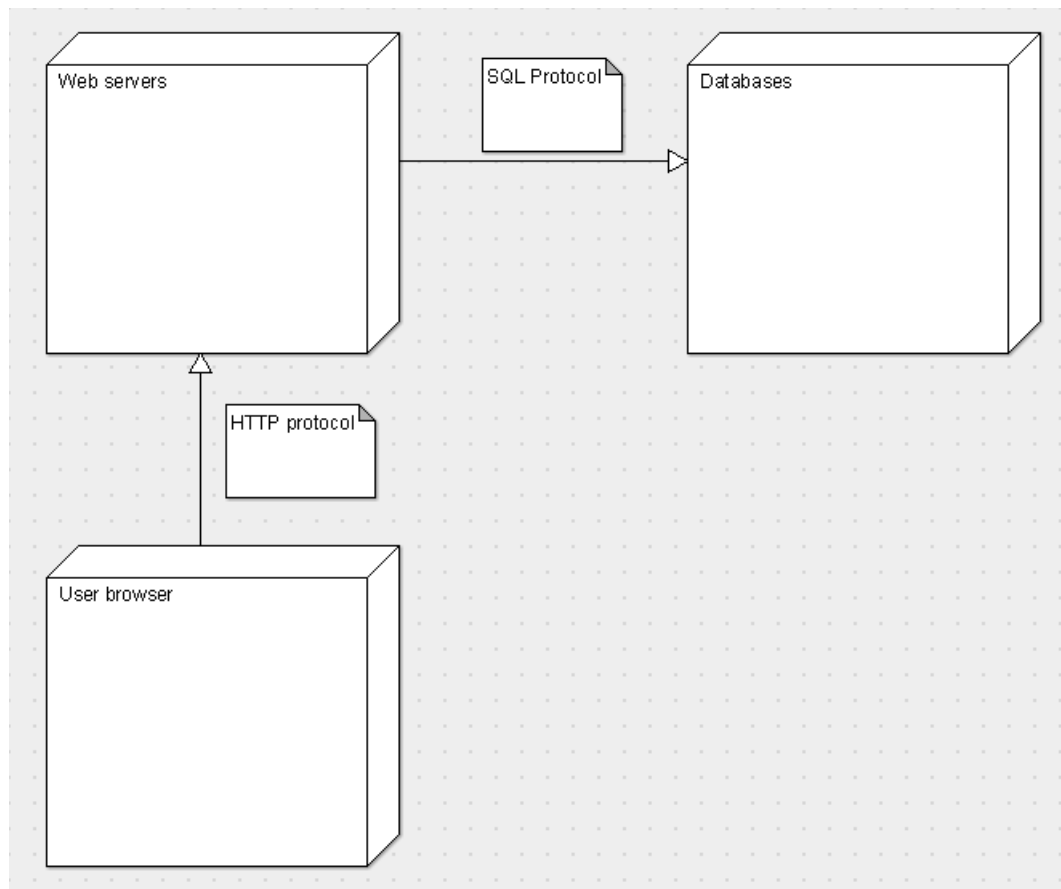 Web servers
SQL Protocol
Databases
HTTP protocol
User browser